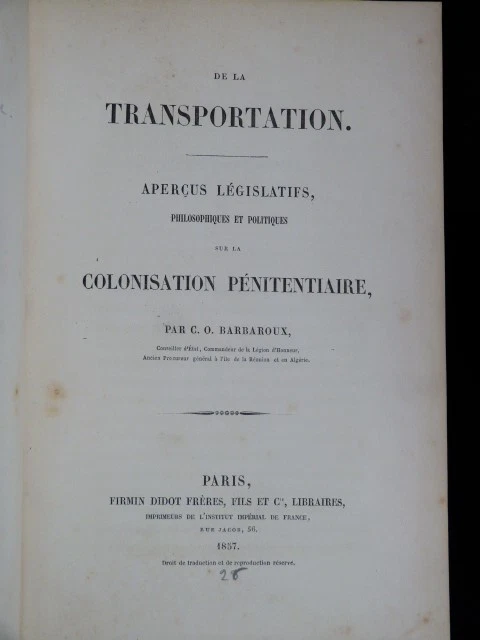 DE LA
TRANSPORTATION.
APERÇUS LÉGISLATIFS,
PHILOSOPHIQUES ET POLITIQUES
SUR LA
COLONISATION PÉNITENTIAIRE,
PAR C. O. BARBAROUX,
Conseiller d'État, Commandeur de la Légion d'Honneur,
Ancien Procureur général à l'île de la Réunion et en Algérie.
PARIS,
FIRMIN DIDOT FRÈRES, FILS ET Cie, LIBRAIRES,
IMPRIMEURS DE L'INSTITUT IMPÉRIAL DE FRANCE,
RUE JACOB, 56.
1857.
Droit de traduction et de reproduction réservé.